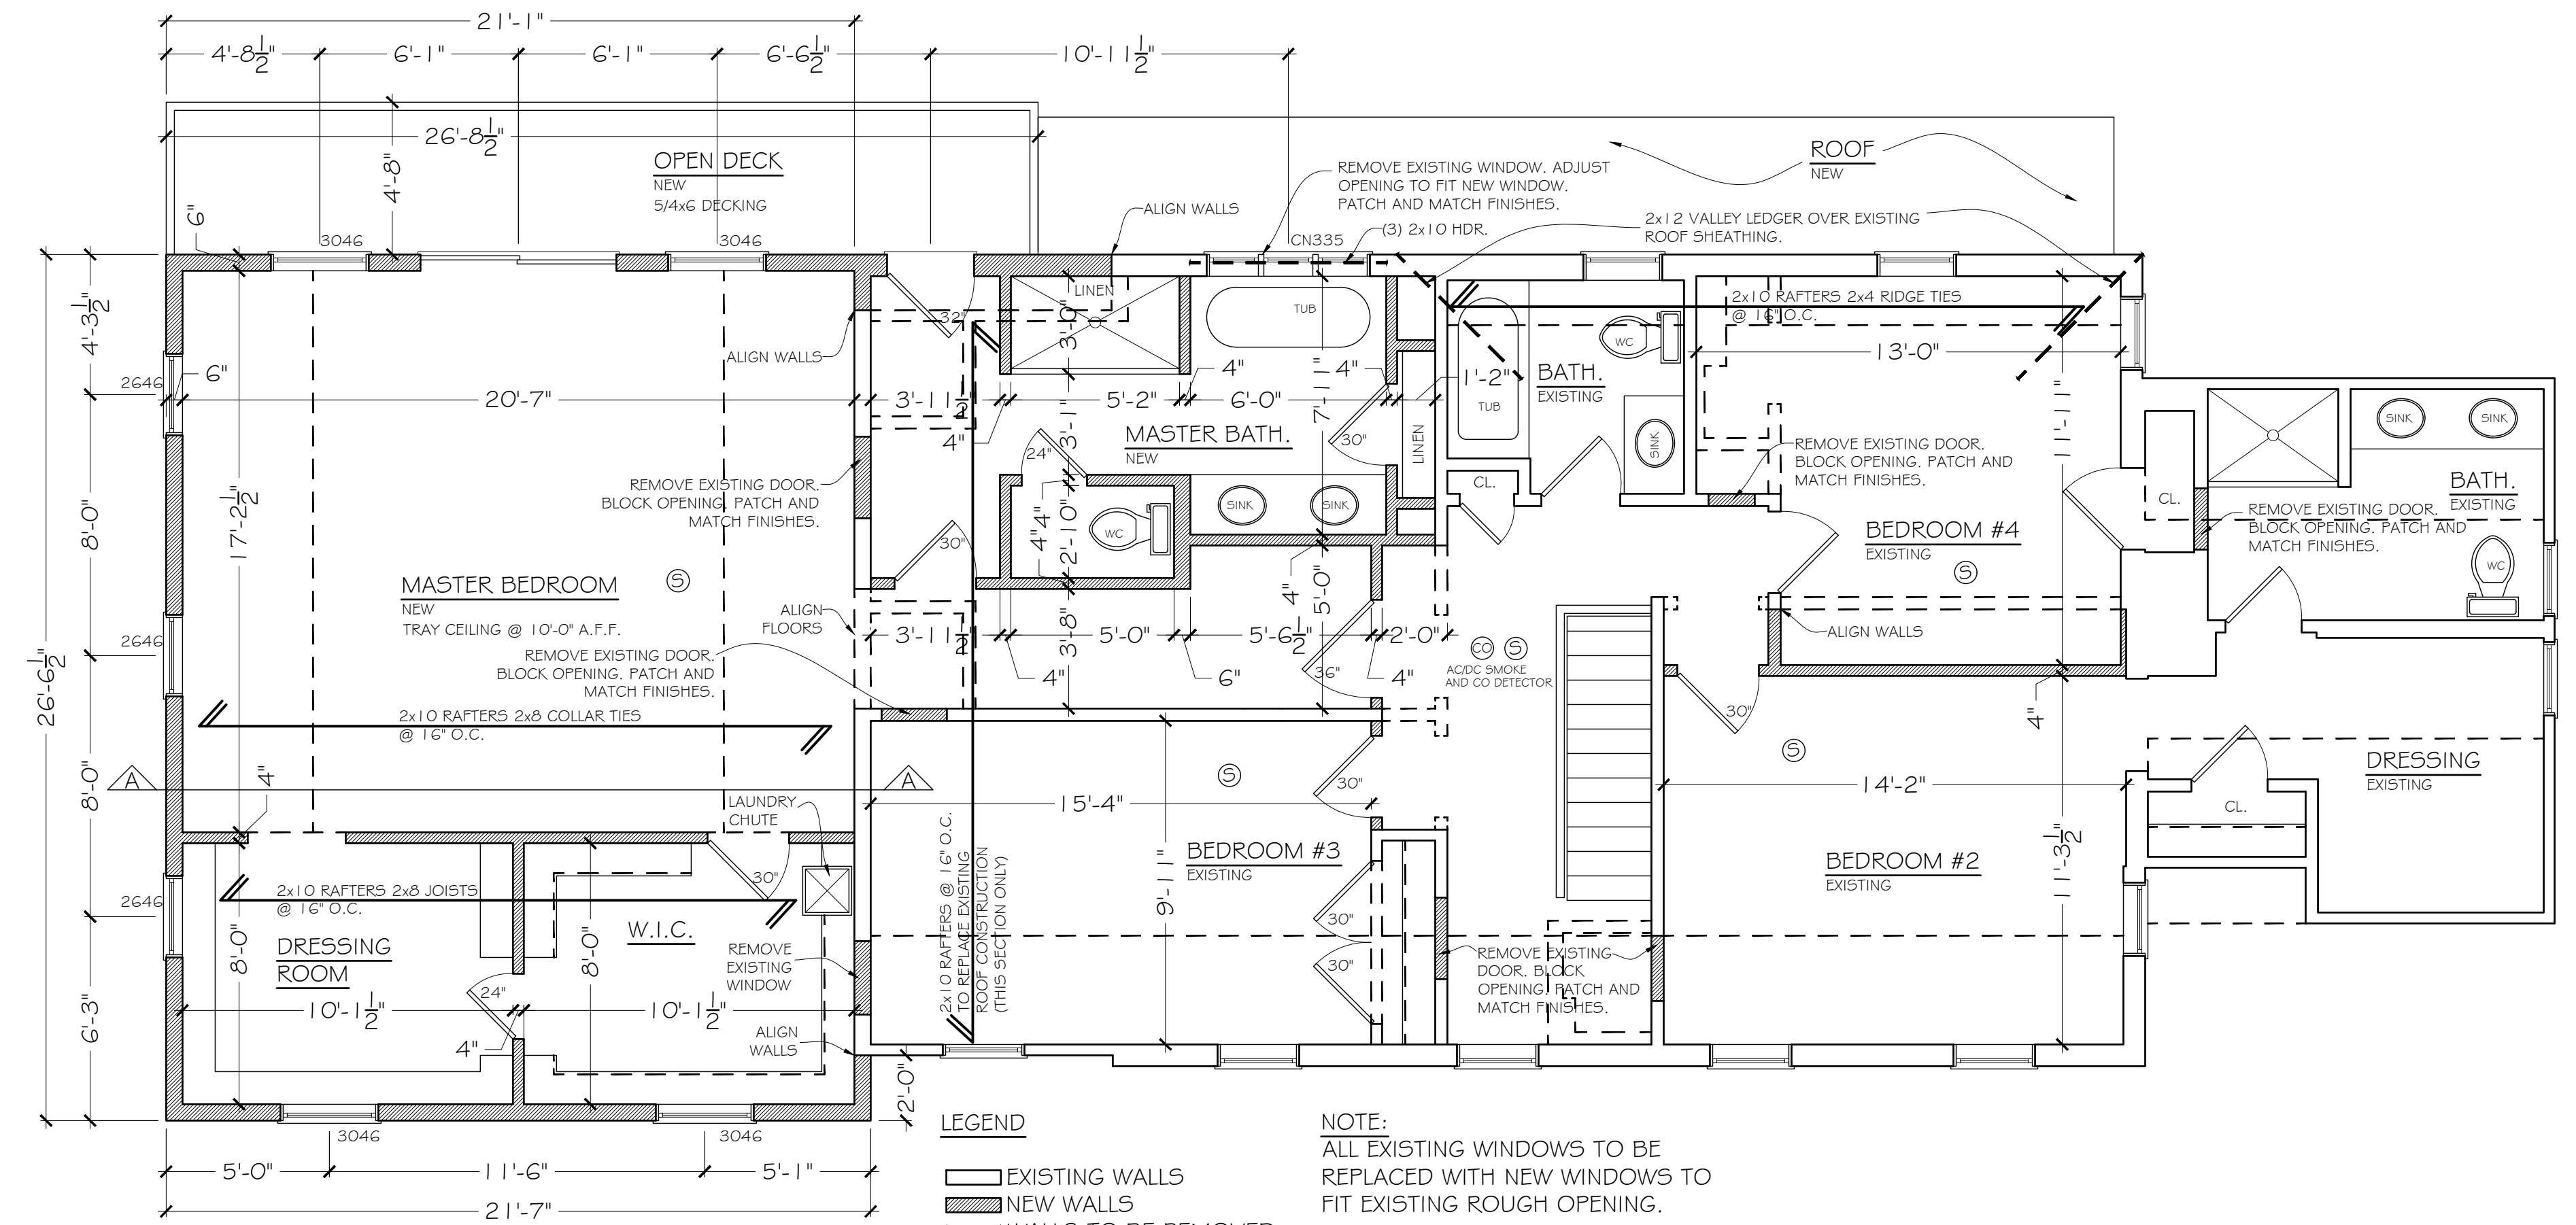 21'-1"
4'-8 1/2"
6'-1"
6'-1"
6'-6 1/2"
10'-11 1/2"
26'-8 1/2"
4'-8"
6"
OPEN DECK
NEW
5/4x6 DECKING
ALIGN WALLS
REMOVE EXISTING WINDOW. ADJUST
OPENING TO FIT NEW WINDOW.
PATCH AND MATCH FINISHES.
(3) 2x10 HDR.
CN335
ROOF
NEW
2x12 VALLEY LEDGER OVER EXISTING
ROOF SHEATHING.
3046
3046
LINEN
TUB
32"
3'-0"
2x10 RAFTERS 2x4 RIDGE TIES
@ 16" O.C.
WC
13'-0"
4'-3 1/2"
2646
6"
ALIGN WALLS
20'-7"
3'-11 1/2"
4"
5'-2"
4"
6'-0"
4"
1'-2"
7'-11"
3'-1"
MASTER BATH.
NEW
30"
LINEN
TUB
BATH.
EXISTING
SINK
11'-11"
SINK
SINK
24"
REMOVE EXISTING DOOR.
BLOCK OPENING. PATCH AND
MATCH FINISHES.
REMOVE EXISTING DOOR.
BLOCK OPENING. PATCH AND
MATCH FINISHES.
CL.
CL.
BATH.
EXISTING
REMOVE EXISTING DOOR.
BLOCK OPENING. PATCH AND
MATCH FINISHES.
8'-0"
17'-2 1/2"
4"
4"
2'-10"
WC
SINK
SINK
30"
BEDROOM #4
EXISTING
S
WC
MASTER BEDROOM
NEW
TRAY CEILING @ 10'-0" A.F.F.
S
ALIGN
FLOORS
3'-11 1/2"
4"
5'-0"
3'-8"
6"
5'-6 1/2"
4"
5'-0"
36"
2'-0"
4"
CO
S
AC/DC SMOKE
AND CO DETECTOR
ALIGN WALLS
2646
26'-6 1/2"
REMOVE EXISTING DOOR.
BLOCK OPENING. PATCH AND
MATCH FINISHES.
2x10 RAFTERS 2x8 COLLAR TIES
@ 16" O.C.
30"
4"
S
S
A
A
8'-0"
4"
LAUNDRY
CHUTE
15'-4"
30"
14'-2"
DRESSING
EXISTING
CL.
2x10 RAFTERS @ 16" O.C.
TO REPLACE EXISTING
ROOF CONSTRUCTION
(THIS SECTION ONLY)
BEDROOM #3
EXISTING
9'-11"
BEDROOM #2
EXISTING
11'-3 1/2"
30"
2646
2x10 RAFTERS 2x8 JOISTS
@ 16" O.C.
30"
DRESSING
ROOM
8'-0"
W.I.C.
8'-0"
REMOVE
EXISTING
WINDOW
30"
REMOVE EXISTING
DOOR. BLOCK
OPENING. PATCH AND
MATCH FINISHES.
24"
10'-1 1/2"
10'-1 1/2"
4"
6'-3"
ALIGN
WALLS
2'-0"
3046
3046
5'-0"
11'-6"
5'-1"
21'-7"
LEGEND
EXISTING WALLS
NEW WALLS
WALLS TO BE REMOVED
NOTE:
ALL EXISTING WINDOWS TO BE
REPLACED WITH NEW WINDOWS TO
FIT EXISTING ROUGH OPENING.